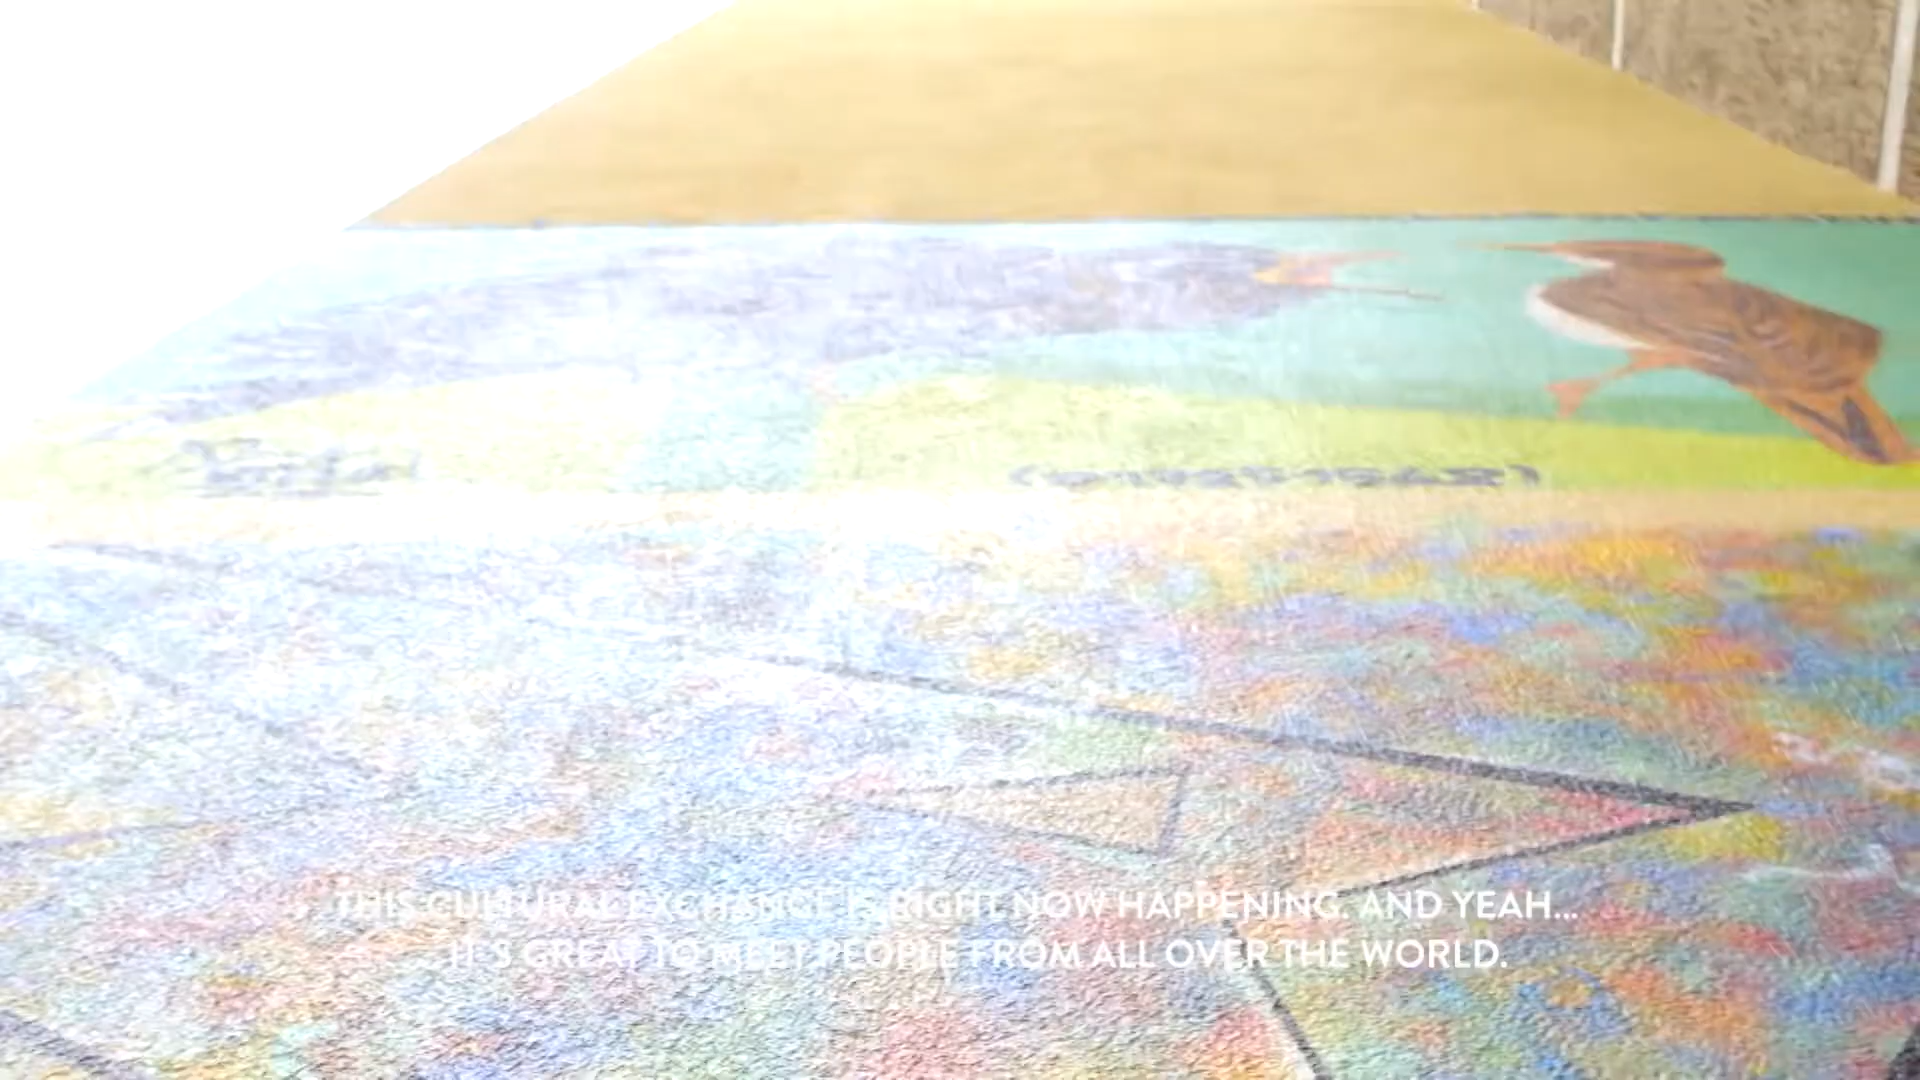 THIS CULTURAL EXCHANGE IS RIGHT NOW HAPPENING. AND YEAH...
IT'S GREAT TO MEET PEOPLE FROM ALL OVER THE WORLD.